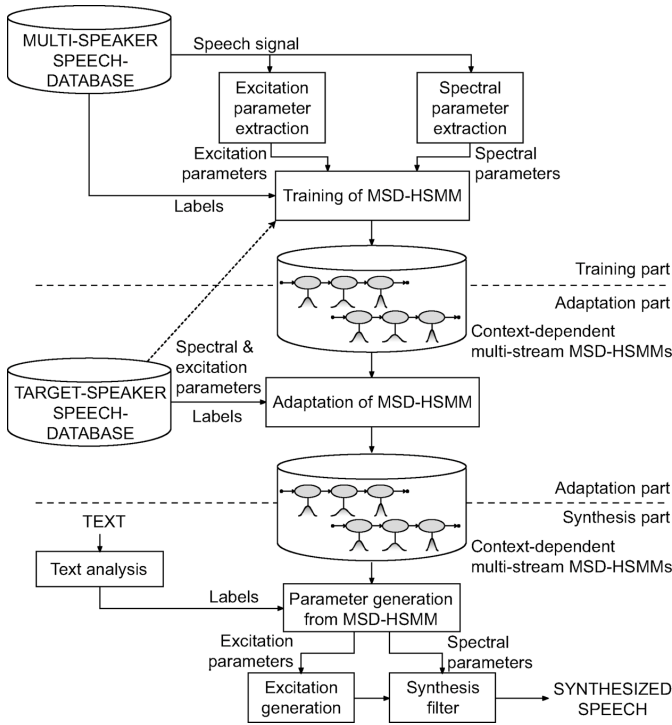 MULTI-SPEAKER
SPEECH-
DATABASE
Speech signal
Excitation
parameter
extraction
Spectral
parameter
extraction
Excitation
parameters
Spectral
parameters
Labels
Training of MSD-HSMM
Training part
Adaptation part
Context-dependent
multi-stream MSD-HSMMs
Spectral &
excitation
parameters
TARGET-SPEAKER
SPEECH-
DATABASE
Labels
Adaptation of MSD-HSMM
Adaptation part
Synthesis part
Context-dependent
multi-stream MSD-HSMMs
TEXT
Text analysis
Labels
Parameter generation
from MSD-HSMM
Excitation
parameters
Spectral
parameters
Excitation
generation
Synthesis
filter
SYNTHESIZED
SPEECH